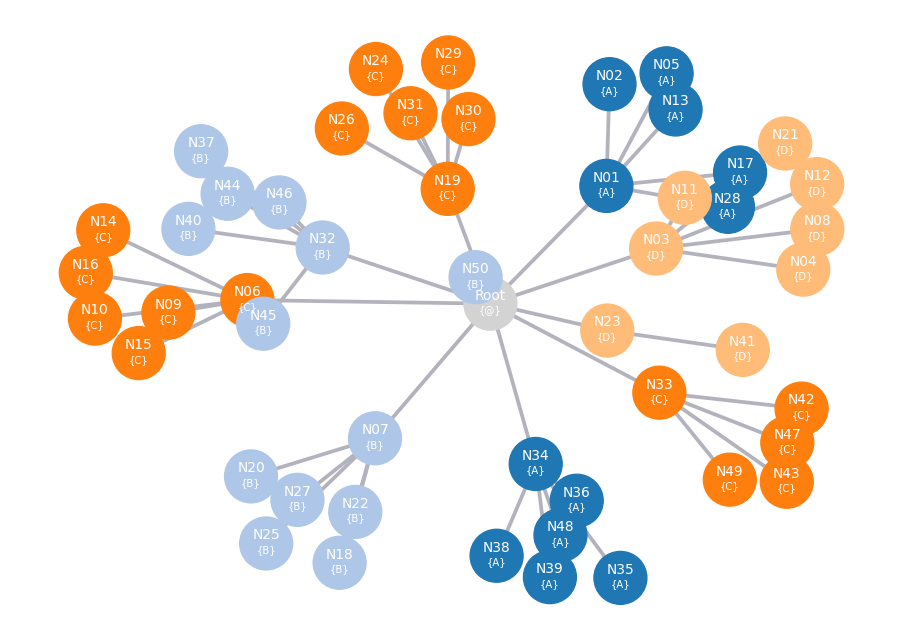 N29
{C}
N24
{C}
N05
{A}
N02
{A}
N31
{C}
N13
{A}
N30
{C}
N26
{C}
N21
{D}
N37
{B}
N17
{A}
N12
{D}
N01
{A}
N19
{C}
N44
{B}
N11
{D}
N46
{B}
N28
{A}
N40
{B}
N08
{D}
N14
{C}
N32
{B}
N03
{D}
N04
{D}
N16
{C}
N50
{B}
N06
{C}
Root
{@}
N09
{C}
N10
{C}
N45
{B}
N23
{D}
N41
{D}
N15
{C}
N33
{C}
N42
{C}
N07
{B}
N47
{C}
N34
{A}
N20
{B}
N49
{C}
N43
{C}
N27
{B}
N36
{A}
N22
{B}
N48
{A}
N25
{B}
N38
{A}
N18
{B}
N39
{A}
N35
{A}